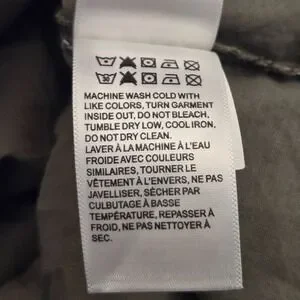 MACHINE WASH COLD WITH
LIKE COLORS, TURN GARMENT
INSIDE OUT, DO NOT BLEACH,
TUMBLE DRY LOW, COOL IRON,
DO NOT DRY CLEAN.
LAVER À LA MACHINE À L'EAU
FROIDE AVEC COULEURS
SIMILAIRES, TOURNER LE
VÊTEMENT À L'ENVERS, NE PAS
JAVELLISER, SÉCHER PAR
CULBUTAGE À BASSE
TEMPÉRATURE, REPASSER À
FROID, NE PAS NETTOYER À
SEC.